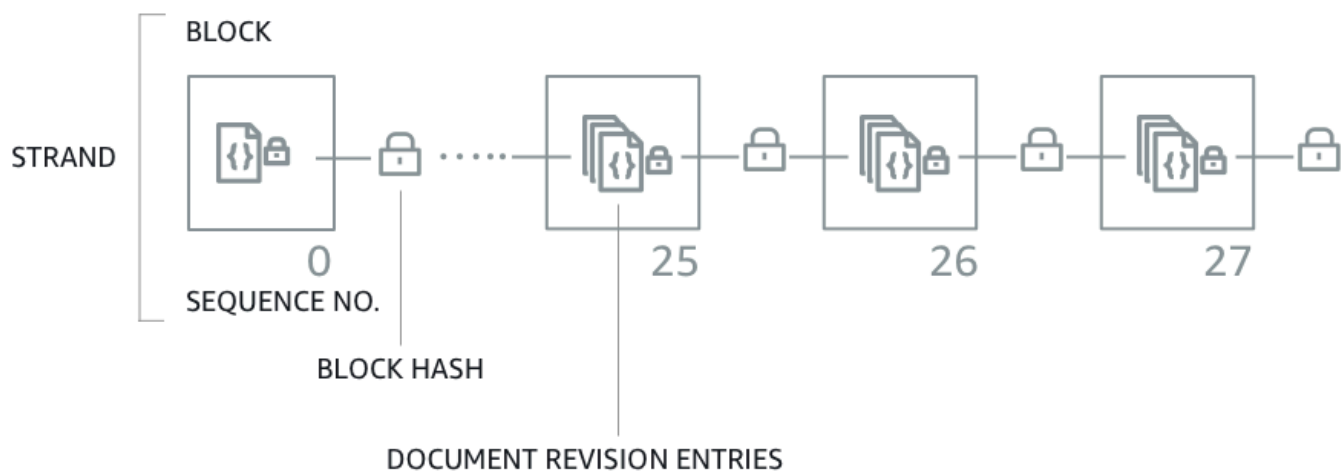 BLOCK
STRAND
{} {} {} {}
0 25 26 27
SEQUENCE NO.
BLOCK HASH
DOCUMENT REVISION ENTRIES